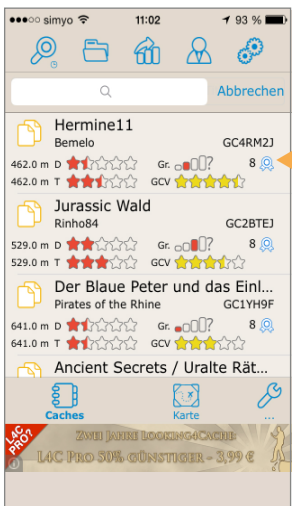 simyo 11:02 93 %
Abbrechen
Hermine11
Bemelo GC4RM2J
462.0 m D Gr. ? 8
462.0 m T GCV
Jurassic Wald
Rinho84 GC2BTEJ
529.0 m D Gr. ? 8
529.0 m T GCV
Der Blaue Peter und das Einl...
Pirates of the Rhine GC1YH9F
641.0 m D Gr. ? 8
641.0 m T GCV
Ancient Secrets / Uralte Rät...
Caches Karte ...
L4C PRO?
Zwei Jahre Looking4Cache:
L4C Pro 50% günstiger - 3,99 €